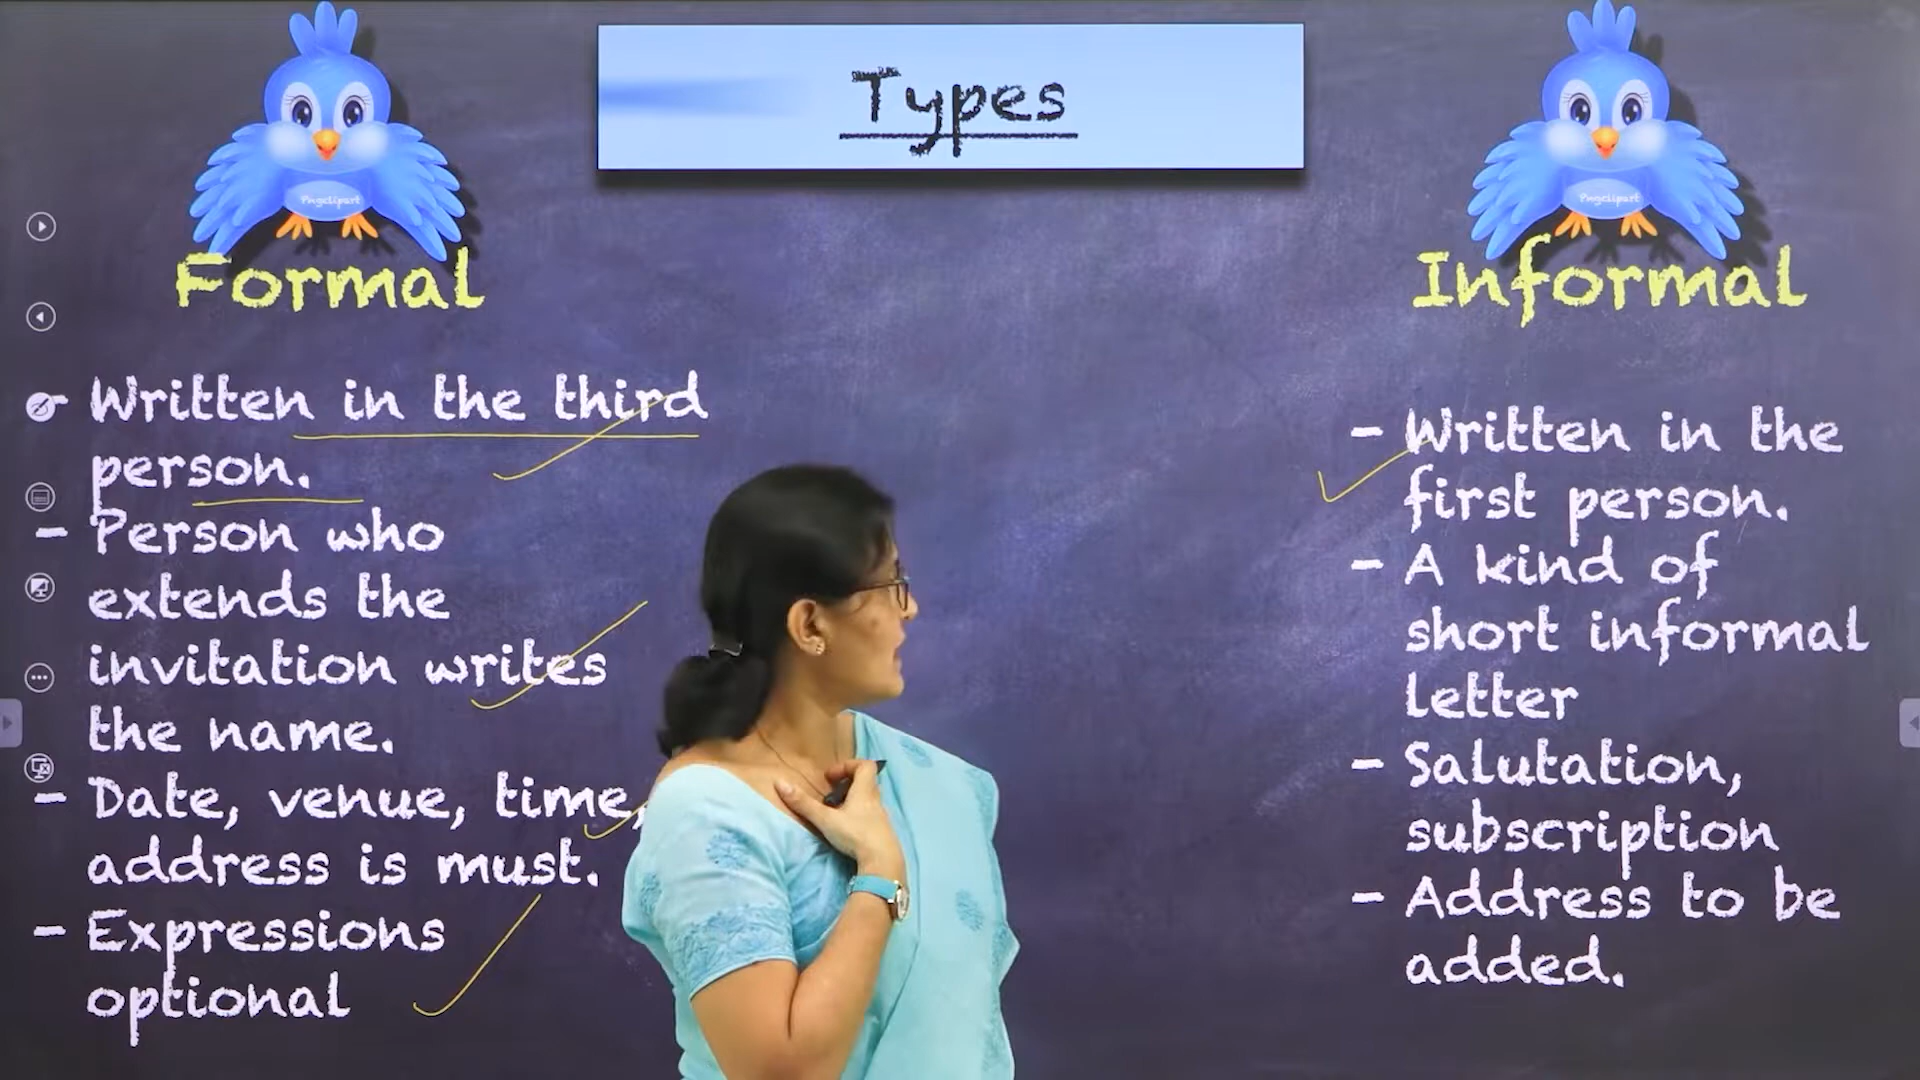 Types
Pngclipart
Pngclipart
Formal
Informal
- Written in the third
person.
- Person who
extends the
invitation writes
the name.
- Date, venue, time,
address is must.
- Expressions
optional
- Written in the
first person.
- A kind of
short informal
letter
- Salutation,
subscription
- Address to be
added.